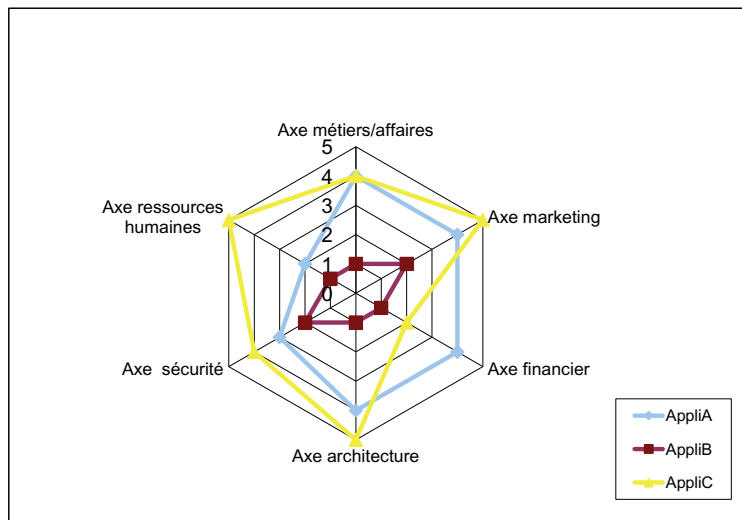 Axe métiers/affaires
5
4
3
2
1
0
Axe ressources
humaines
Axe marketing
Axe sécurité
Axe financier
Axe architecture
AppliA
AppliB
AppliC